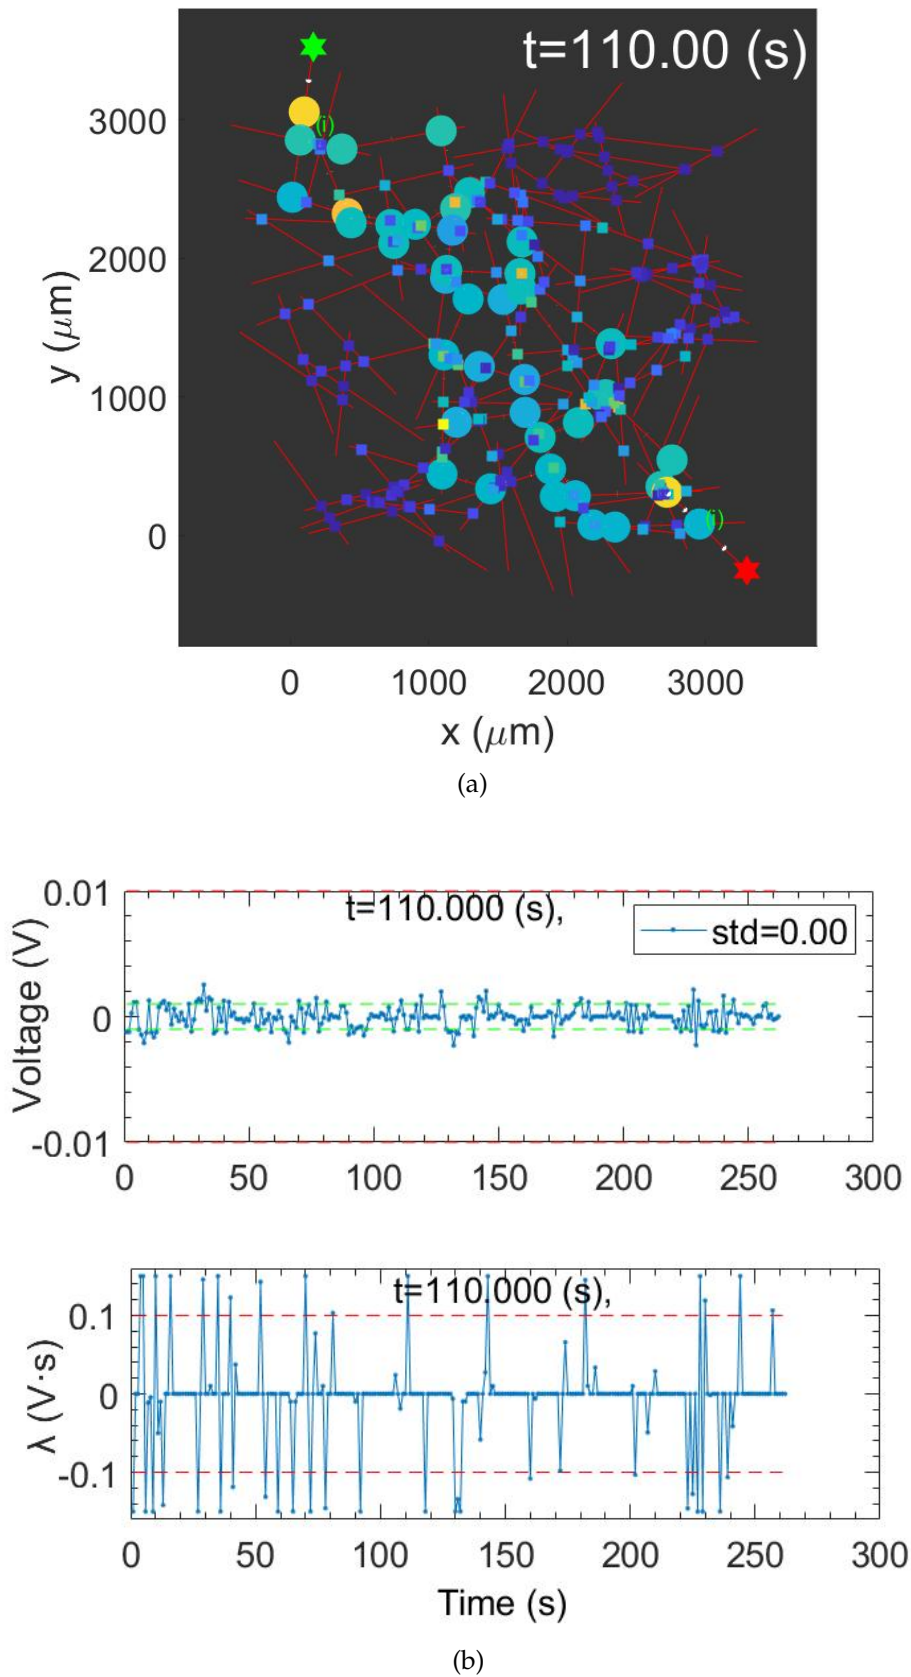 t=110.00 (s)
(i)
3000
2000
1000
0
y (μm)
(i)
0 1000 2000 3000
x (μm)
(a)
0.01
t=110.000 (s),
std=0.00
0
-0.01
Voltage (V)
0 50 100 150 200 250 300
t=110.000 (s),
0.1
0
-0.1
λ (V·s)
0 50 100 150 200 250 300
Time (s)
(b)